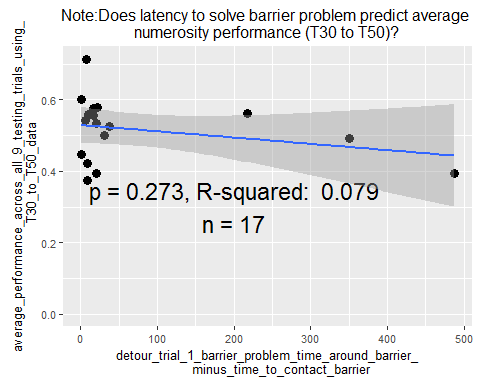 Note:Does latency to solve barrier problem predict average
numerosity performance (T30 to T50)?
average_performance_across_all_9_testing_trials_using_
T30_to_T50_data
0.6
0.4
0.2
0.0
p = 0.273, R-squared:  0.079
n = 17
0 100 200 300 400 500
detour_trial_1_barrier_problem_time_around_barrier_
minus_time_to_contact_barrier